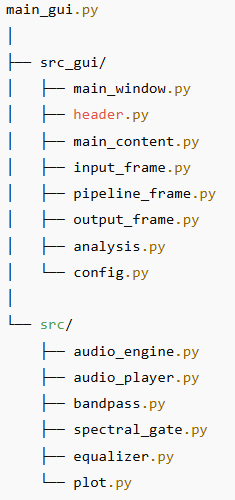 main_gui.py
│
├── src_gui/
│   ├── main_window.py
│   ├── header.py
│   ├── main_content.py
│   ├── input_frame.py
│   ├── pipeline_frame.py
│   ├── output_frame.py
│   ├── analysis.py
│   └── config.py
│
└── src/
    ├── audio_engine.py
    ├── audio_player.py
    ├── bandpass.py
    ├── spectral_gate.py
    ├── equalizer.py
    └── plot.py